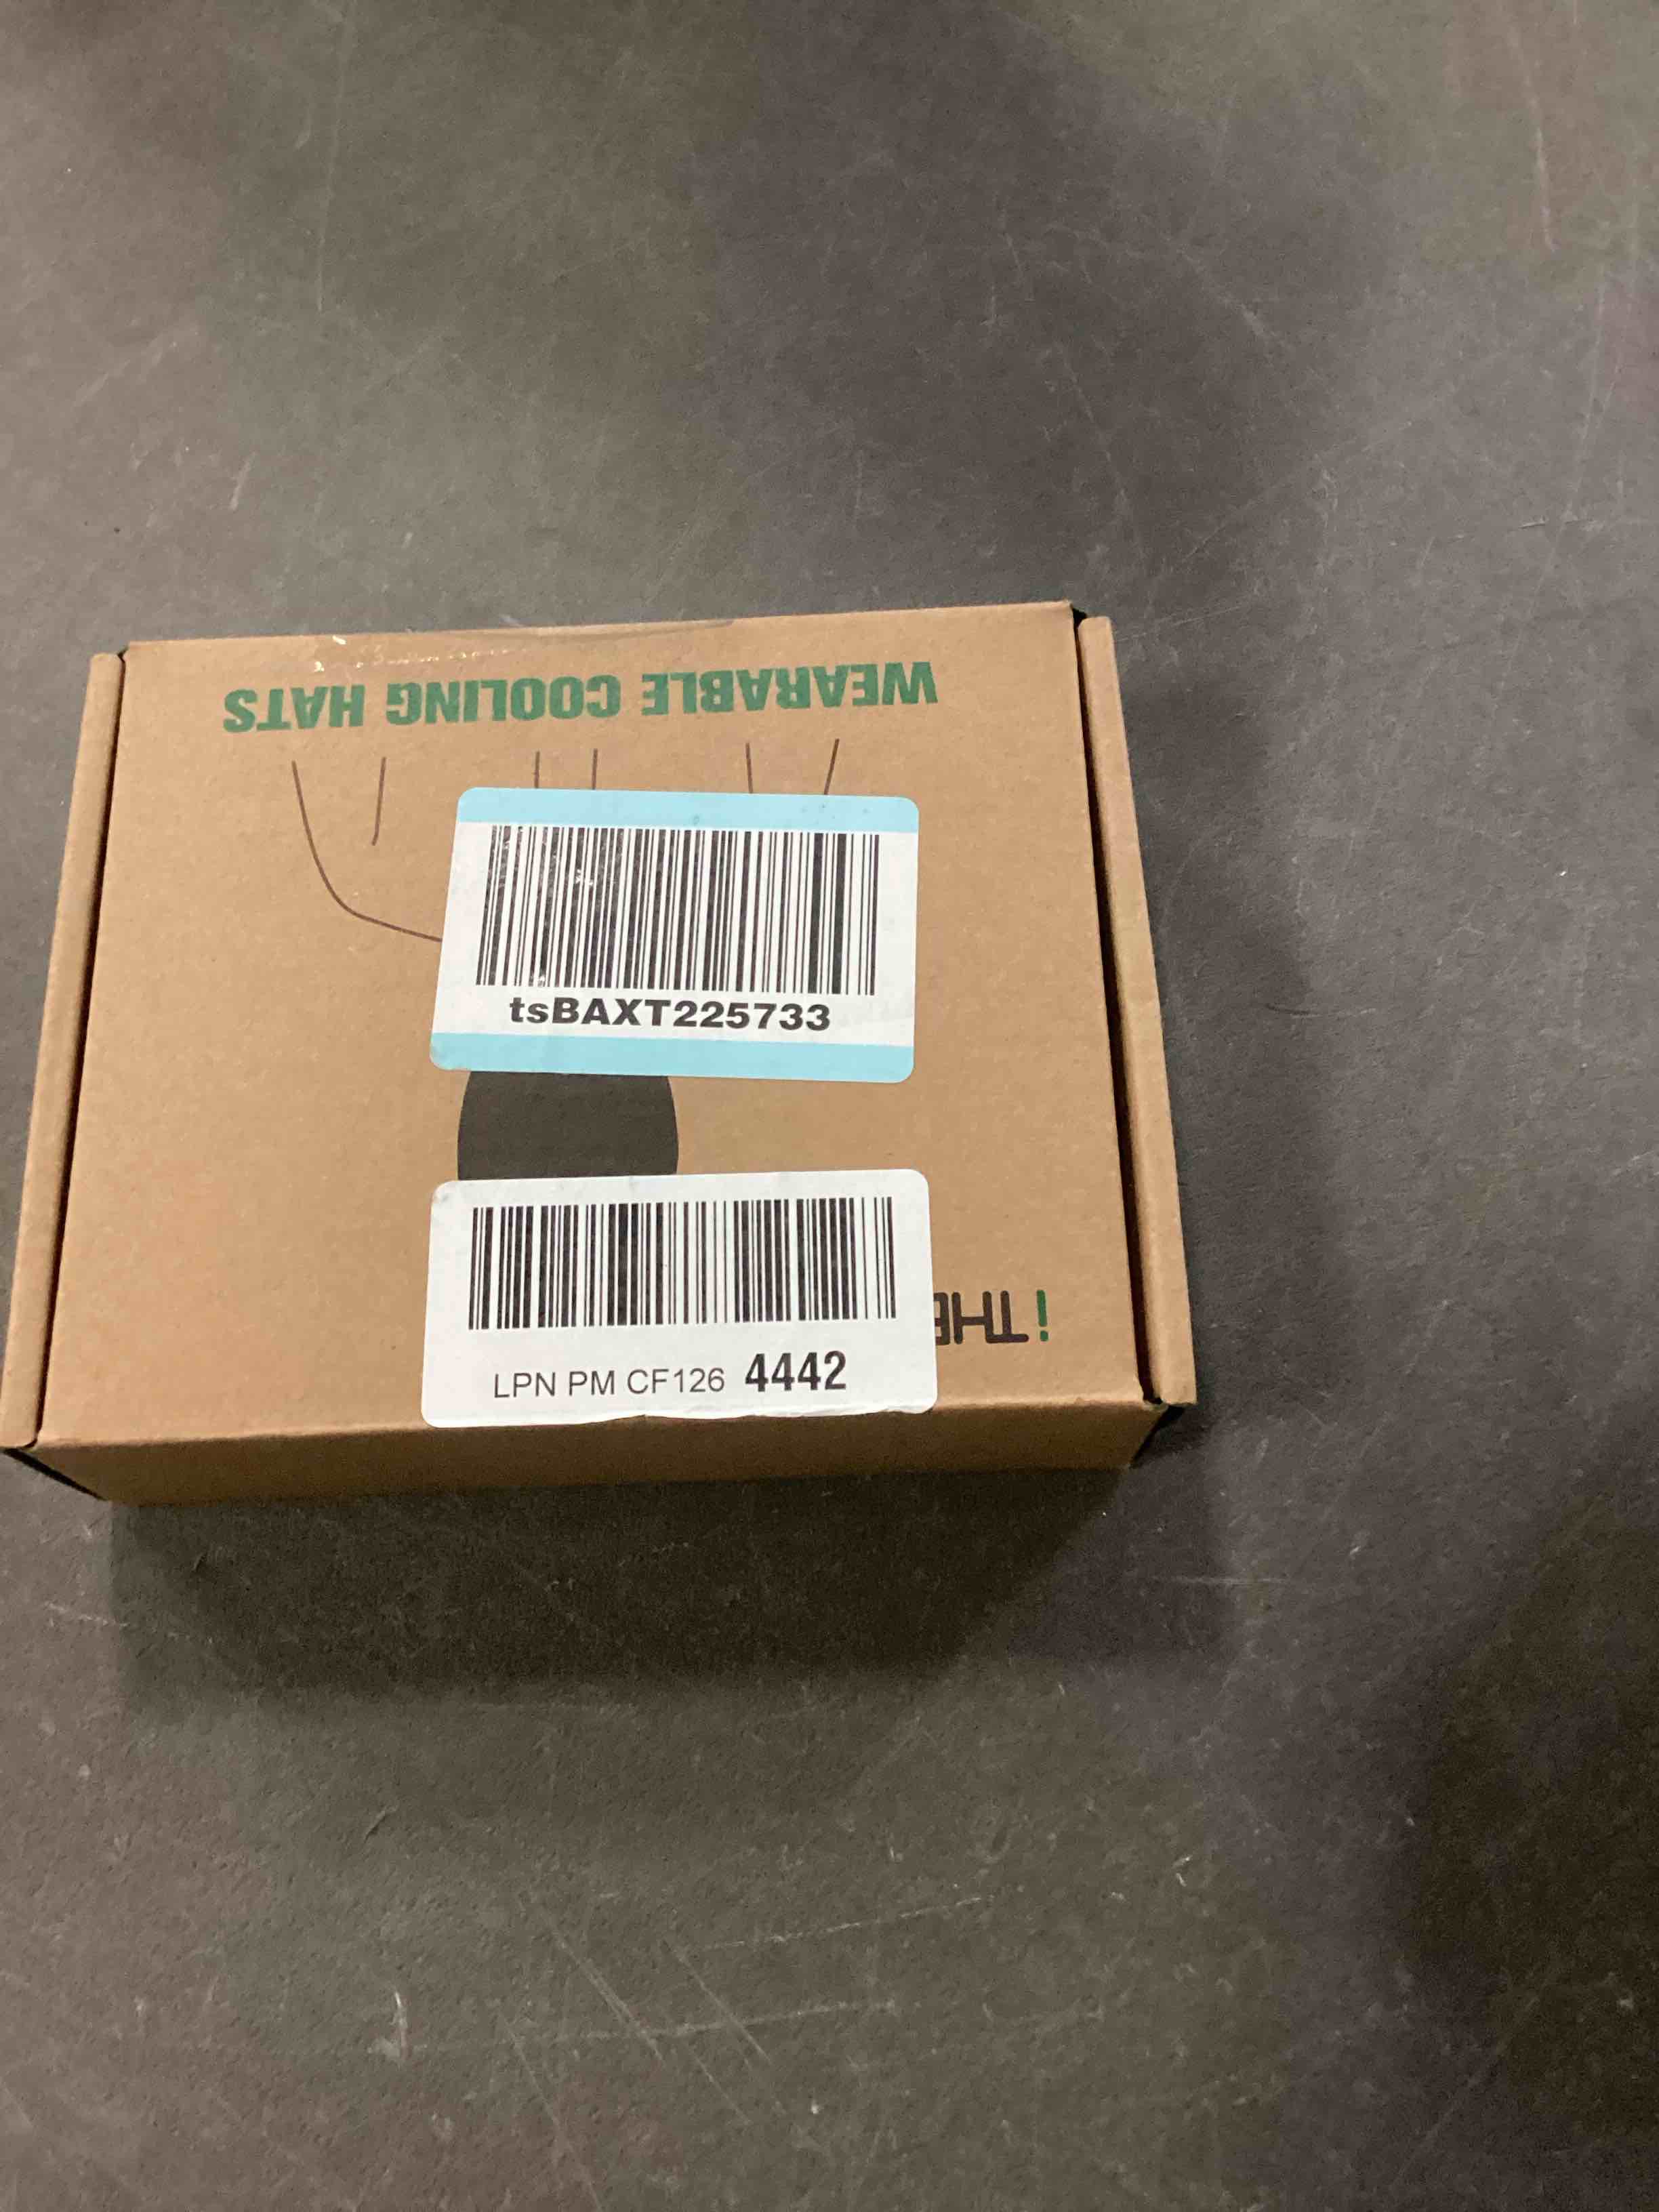 WEARABLE COOLING HATS
tsBAXT225733
LPN PM CF126 4442